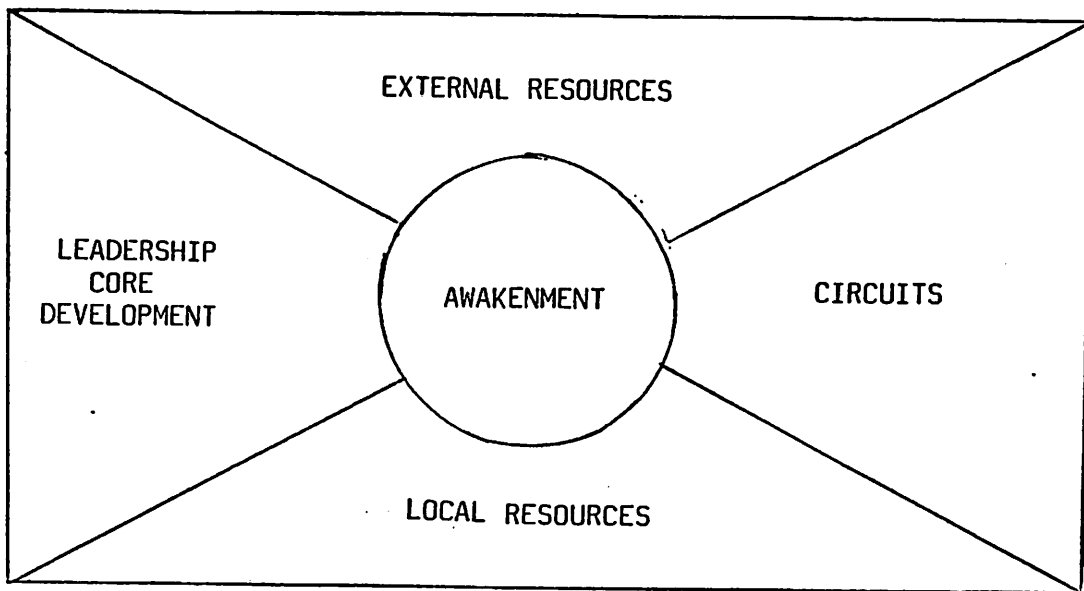 EXTERNAL RESOURCES
LEADERSHIP
CORE
DEVELOPMENT
AWAKENMENT
CIRCUITS
LOCAL RESOURCES